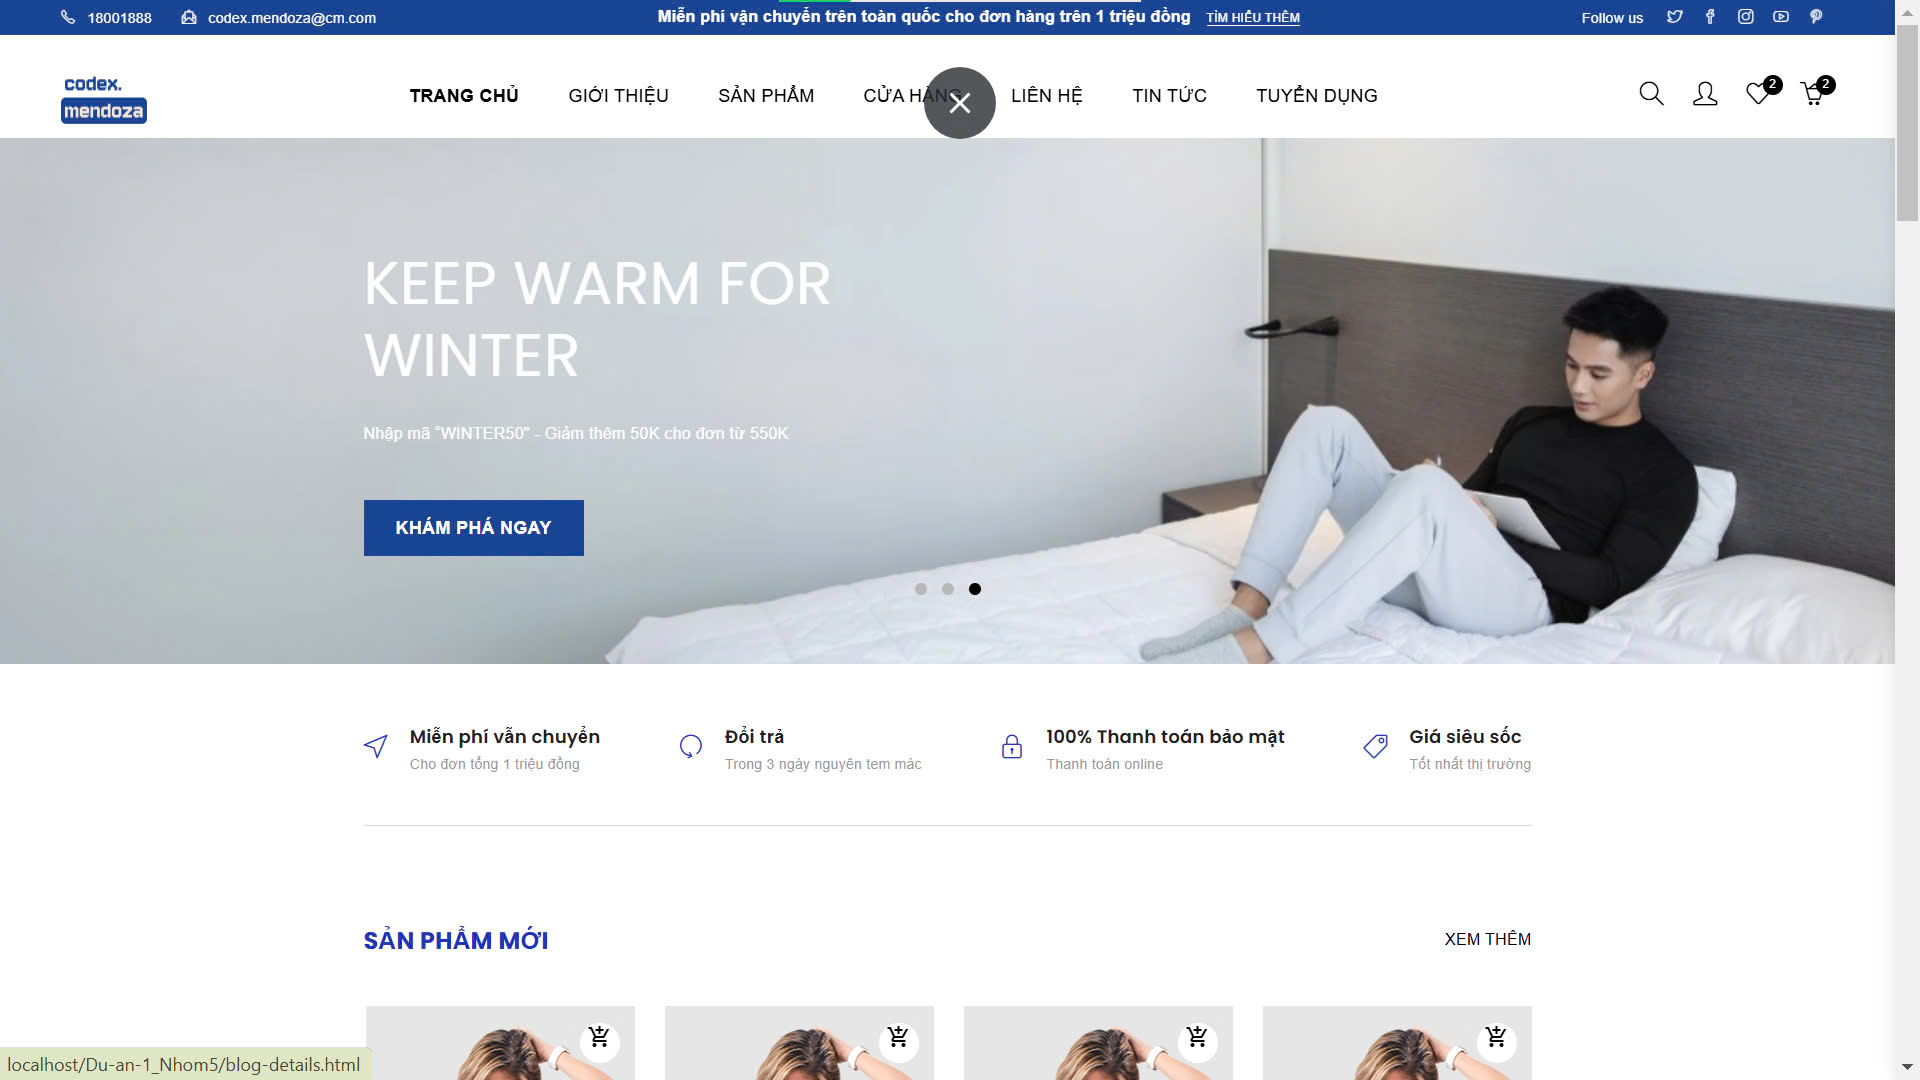 18001888
codex.mendoza@cm.com
Miễn phí vận chuyển trên toàn quốc cho đơn hàng trên 1 triệu đồng TÌM HIỂU THÊM
Follow us
codex.
mendoza
TRANG CHỦ GIỚI THIỆU SẢN PHẨM CỬA HÀNG LIÊN HỆ TIN TỨC TUYỂN DỤNG
2 2
KEEP WARM FOR
WINTER
Nhập mã “WINTER50” - Giảm thêm 50K cho đơn từ 550K
KHÁM PHÁ NGAY
Miễn phí vẫn chuyển
Cho đơn tổng 1 triệu đồng
Đổi trả
Trong 3 ngày nguyên tem mác
100% Thanh toán bảo mật
Thanh toán online
Giá siêu sốc
Tốt nhất thị trường
SẢN PHẨM MỚI
XEM THÊM
localhost/Du-an-1_Nhom5/blog-details.html